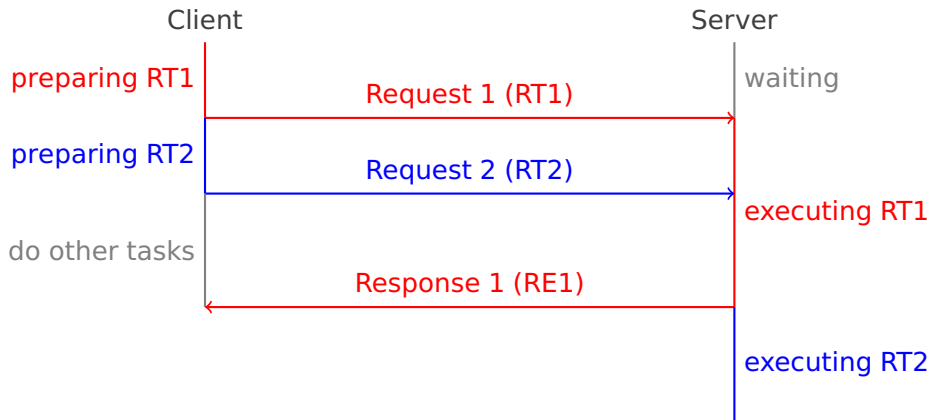 Client
Server
preparing RT1
waiting
Request 1 (RT1)
preparing RT2
Request 2 (RT2)
executing RT1
do other tasks
Response 1 (RE1)
executing RT2